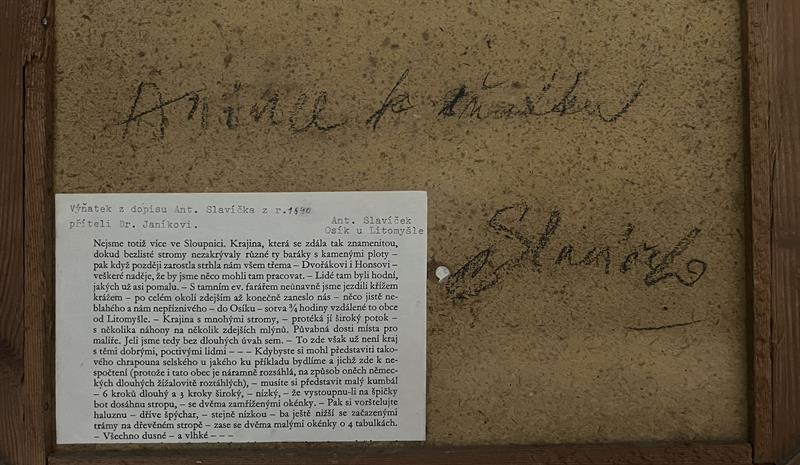 Anince k sňatku
Slavíček
Výňatek z dopisu Ant. Slavíčka z r.1890
příteli Dr. Janíkovi.
Ant. Slavíček
Osík u Litomyšle
Nejsme totiž více ve Sloupnici. Krajina, která se zdála tak znamenitou,
dokud bezlisté stromy nezakrývaly různé ty baráky s kamenými ploty –
pak když později zarostla strhla nám všem třema – Dvořákovi i Honsovi –
veškeré naděje, že by jsme něco mohli tam pracovat. – Lidé tam byli hodní,
jakých už asi pomalu. – S tamním ev. farářem neúnavně jsme jezdili křížem
krážem – po celém okolí zdejším až konečně zaneslo nás – něco jistě ne-
blahého a nám nepříznivého – do Osíku – sotva ¾ hodiny vzdálené to obce
od Litomyšle. – Krajina s mnohými stromy, – protéká jí široký potok –
s několika náhony na několik zdejších mlýnů. Půvabná dosti místa pro
malíře. Jeli jsme tedy bez dlouhých úvah sem. – To zde však už není kraj
s těmi dobrými, poctivými lidmi – – – Kdybyste si mohl představiti tako-
vého chrapouna selského u jakého ku příkladu bydlíme a jichž zde k ne-
spočtení (protože i tato obec je náramně rozsáhlá, na způsob oněch němec-
kých dlouhých žížalovitě roztáhlých), – musíte si představit malý kumbál
– 6 kroků dlouhý a 3 kroky široký, – nízký, – že vystoupnu-li na špičky
bot dosáhnu stropu, – se dvěma zamříženými okénky. – Pak si vorštelujte
haluznu – dříve špýchar, – stejně nízkou – ba ještě nižší se začazenými
trámy na dřevěném stropě – zase se dvěma malými okénky o 4 tabulkách.
– Všechno dusné – a vlhké – – –